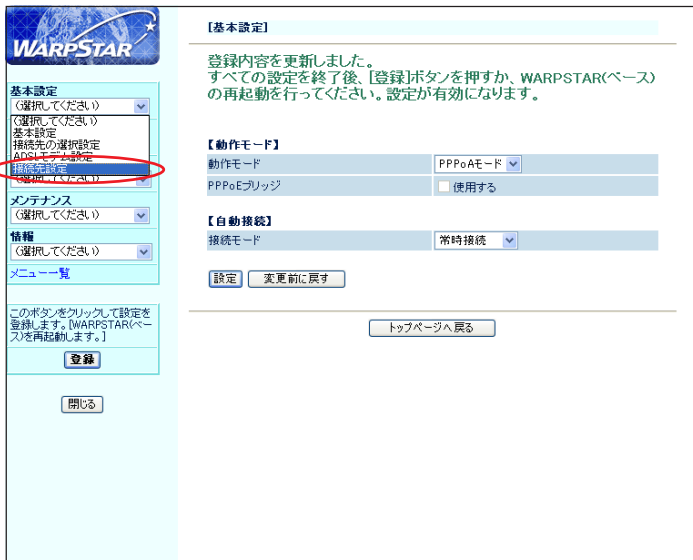 WARPSTAR
基本設定
(選択してください)
(選択してください)
基本設定
接続先の選択設定
ADSLモデム設定
接続先設定
(選択してください)
メンテナンス
(選択してください)
情報
(選択してください)
メニュー一覧
このボタンをクリックして設定を
登録します。[WARPSTAR(ベー
ス)を再起動します。]
登録
閉じる
[基本設定]
登録内容を更新しました。
すべての設定を終了後、[登録]ボタンを押すか、WARPSTAR(ベース)
の再起動を行ってください。設定が有効になります。
【動作モード】
動作モード PPPoAモード
PPPoEブリッジ 使用する
【自動接続】
接続モード 常時接続
設定 変更前に戻す
トップページへ戻る